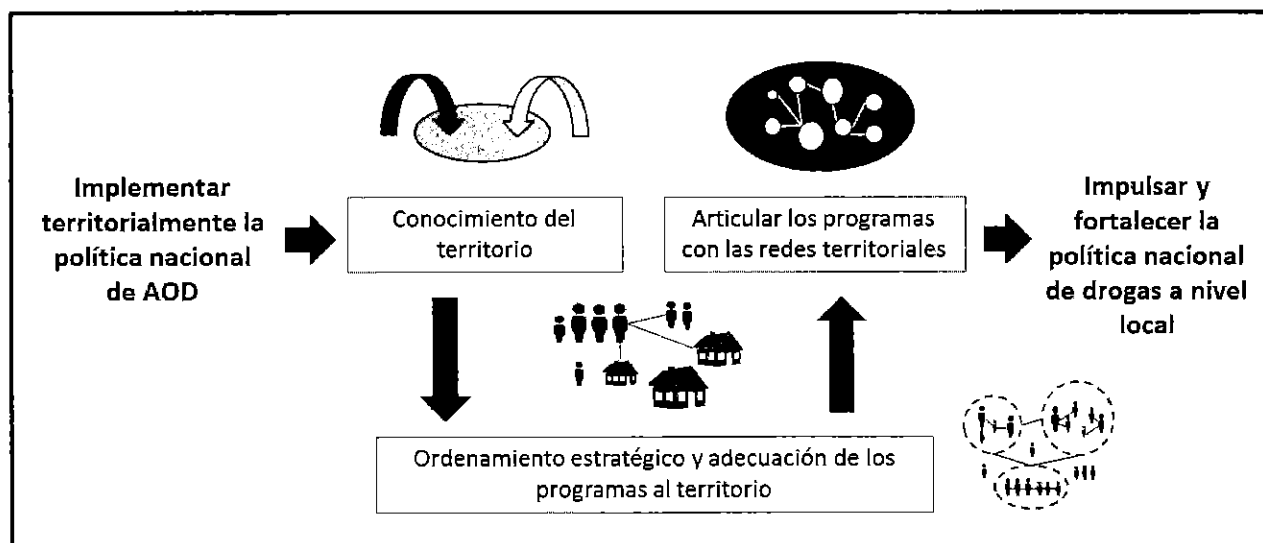 Implementar
territorialmente la
política nacional
de AOD
Conocimiento del
territorio
Ordenamiento estratégico y adecuación de los
programas al territorio
Articular los programas
con las redes territoriales
Impulsar y
fortalecer la
política nacional
de drogas a nivel
local